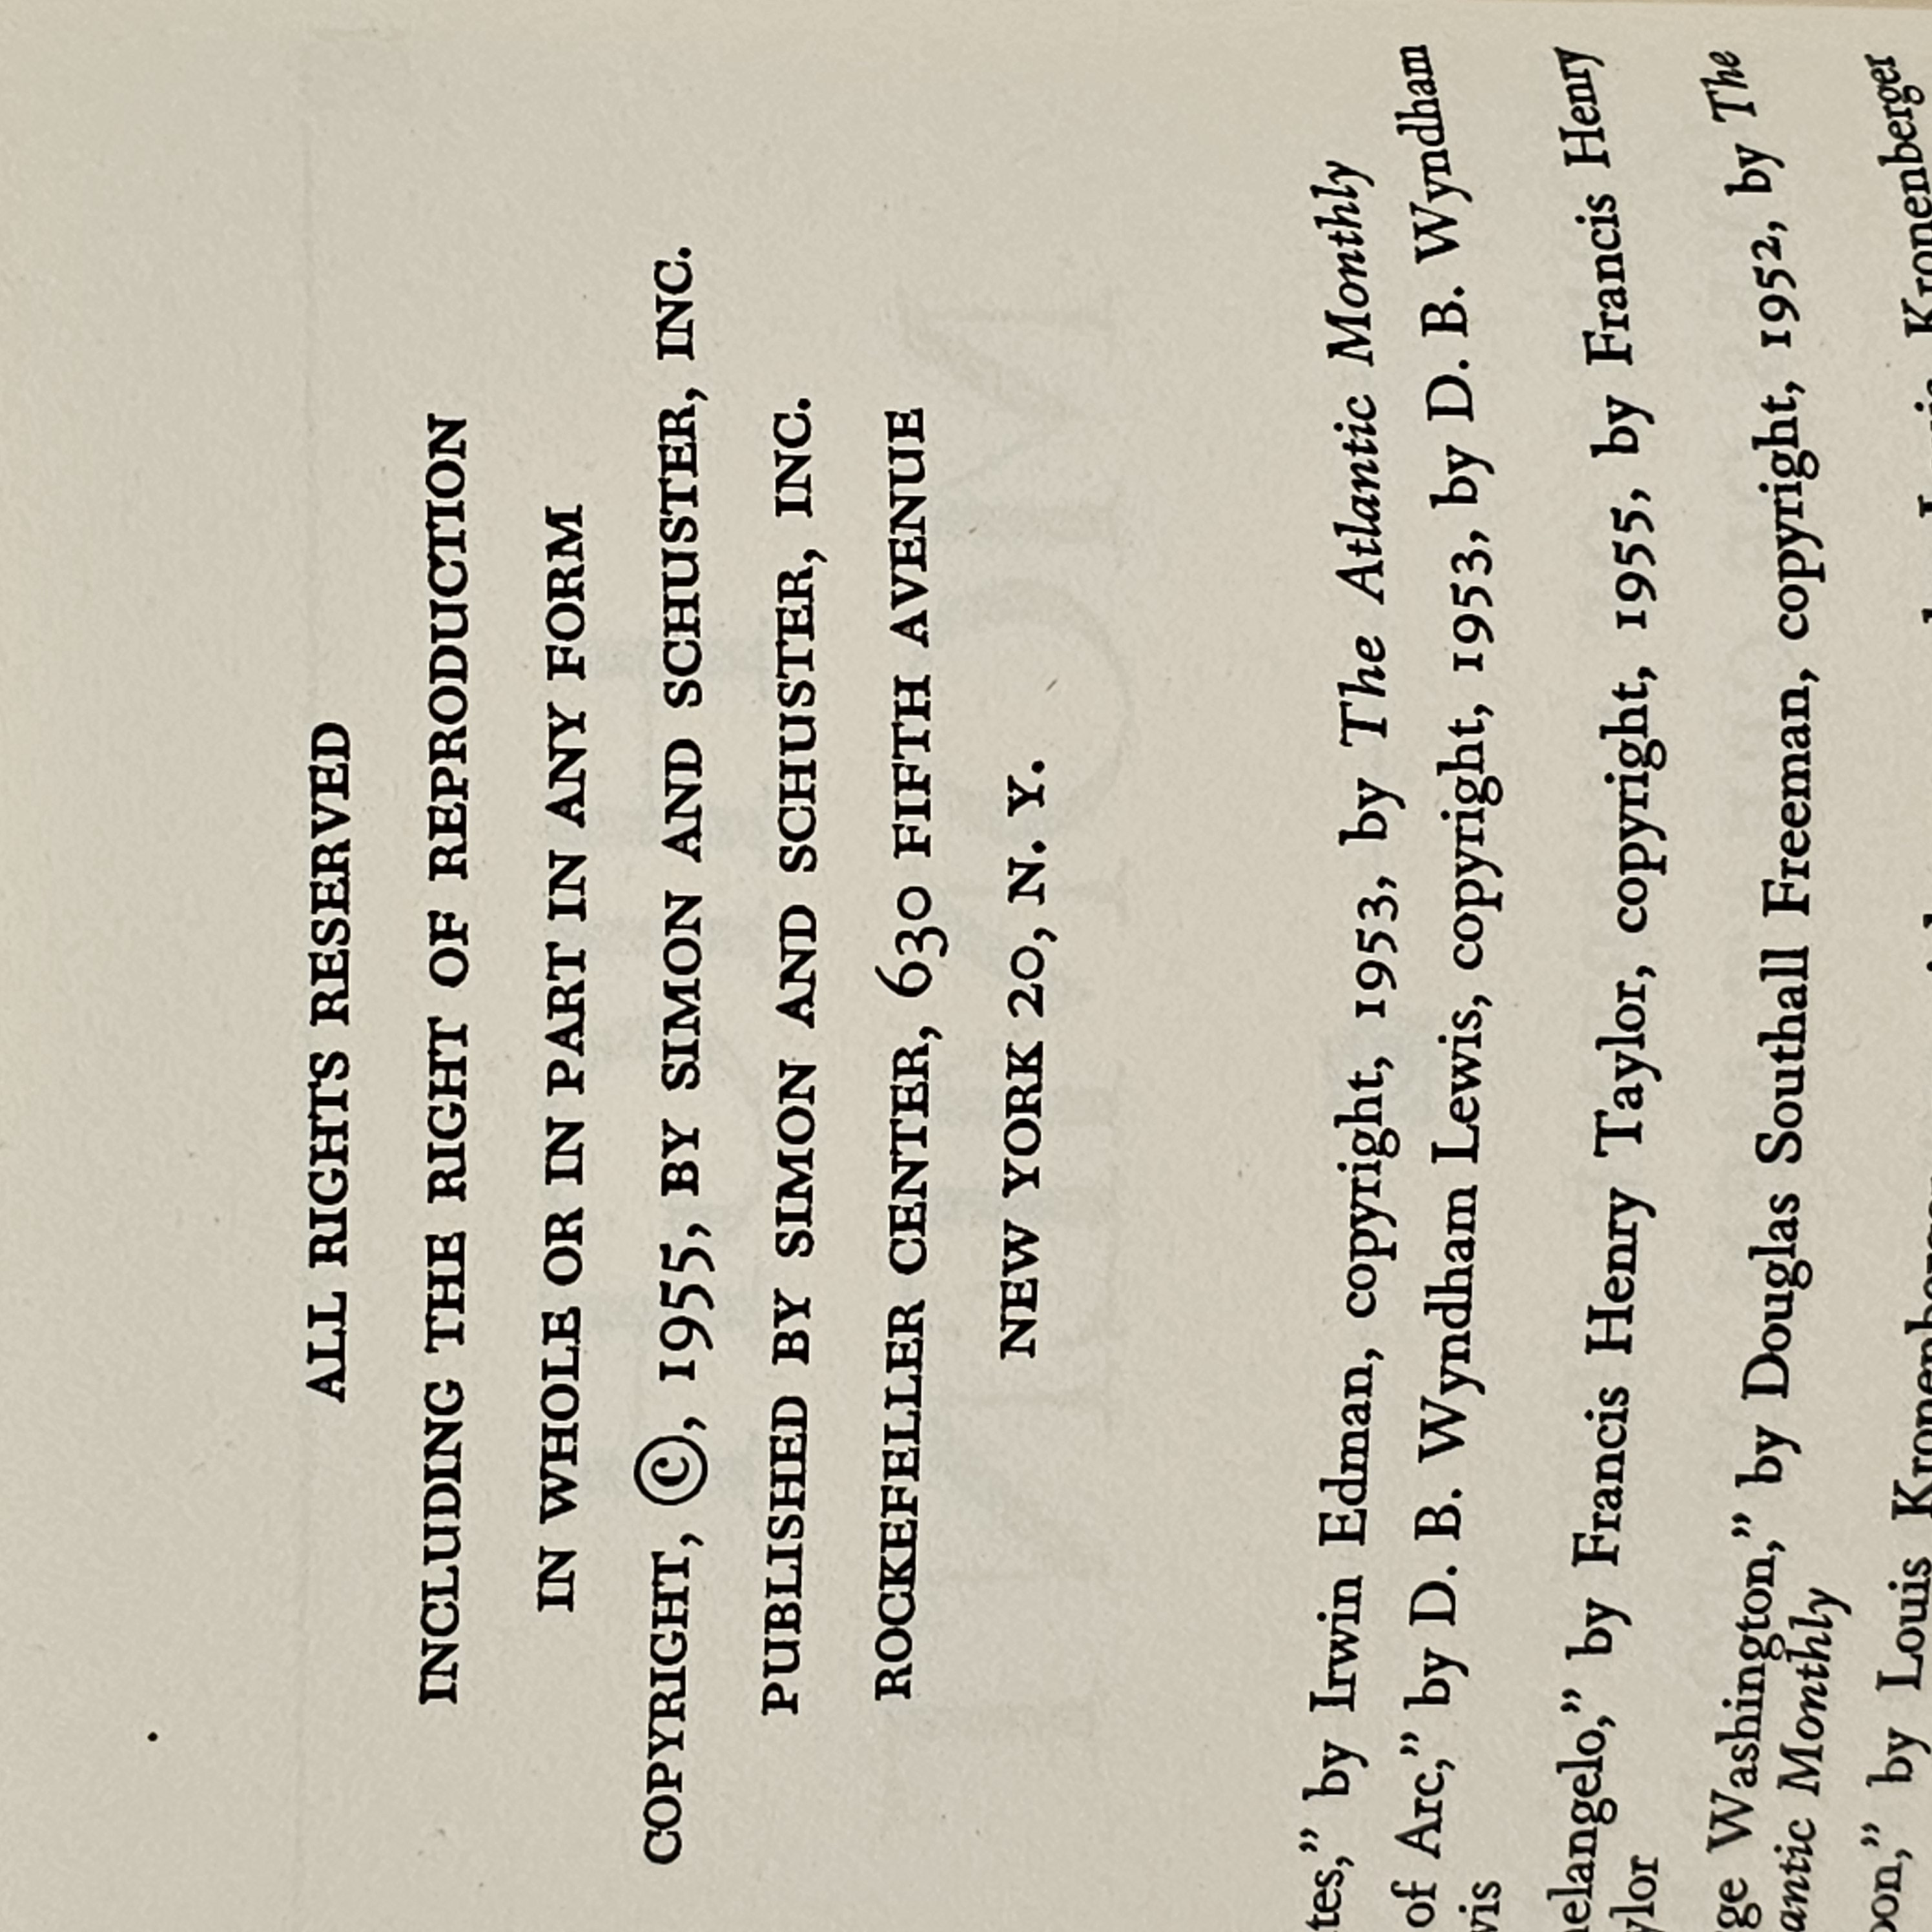 ALL RIGHTS RESERVED
INCLUDING THE RIGHT OF REPRODUCTION
IN WHOLE OR IN PART IN ANY FORM
COPYRIGHT, ©, 1955, BY SIMON AND SCHUSTER, INC.
PUBLISHED BY SIMON AND SCHUSTER, INC.
ROCKEFELLER CENTER, 630 FIFTH AVENUE
NEW YORK 20, N. Y.
tes,” by Irwin Edman, copyright, 1953, by The Atlantic Monthly
of Arc,” by D. B. Wyndham Lewis, copyright, 1953, by D. B. Wyndham
vis
elangelo,” by Francis Henry Taylor, copyright, 1955, by Francis Henry
ylor
ge Washington,” by Douglas Southall Freeman, copyright, 1952, by The
antic Monthly
on,” by Louis Kronenberger Kronenberger